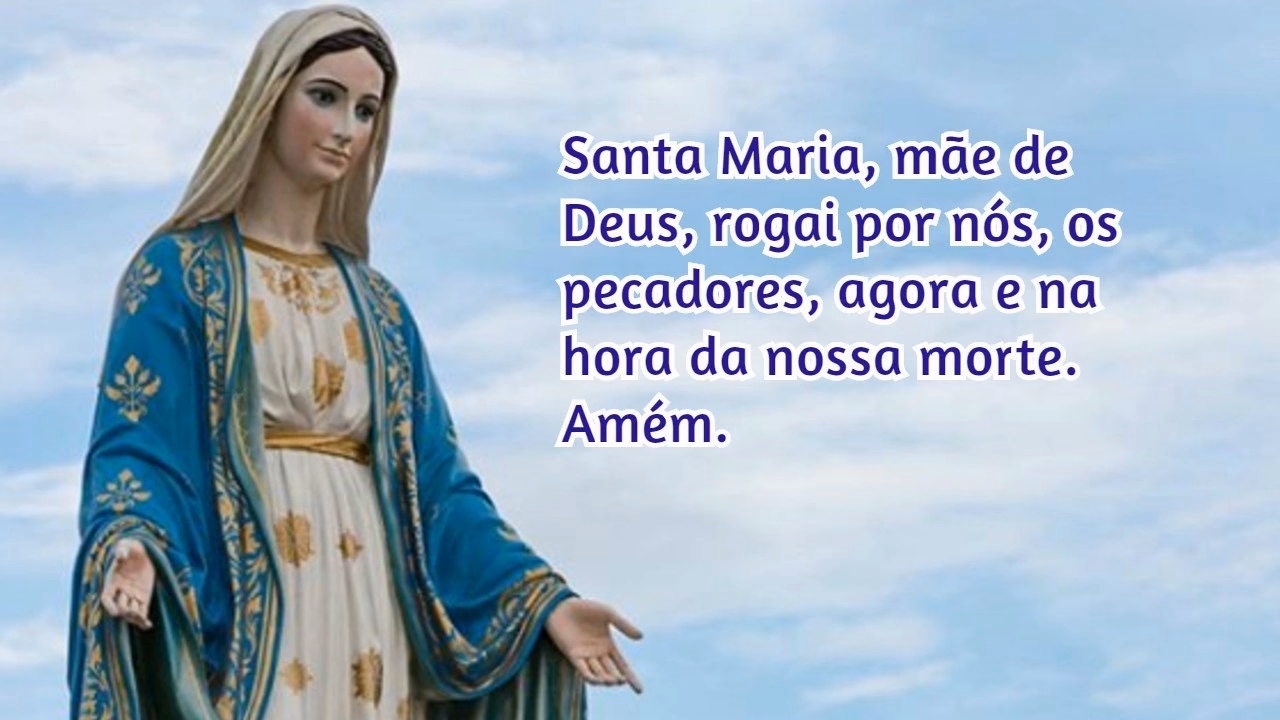 Santa Maria, mãe de
Deus, rogai por nós, os
pecadores, agora e na
hora da nossa morte.
Amém.